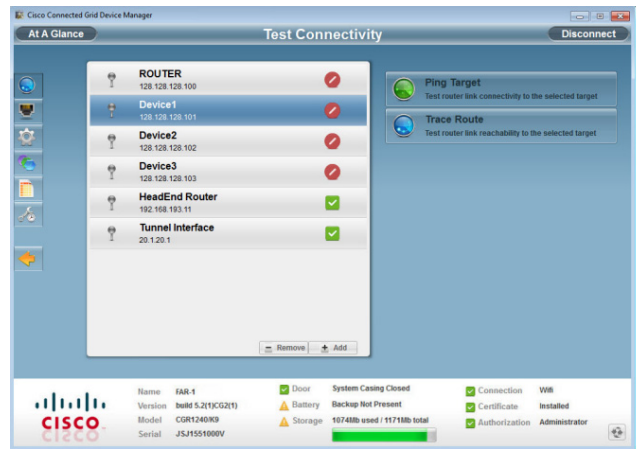 Cisco Connected Grid Device Manager
At A Glance
Test Connectivity
Disconnect
ROUTER
128.128.128.100
Device1
128.128.128.101
Device2
128.128.128.102
Device3
128.128.128.103
HeadEnd Router
192.168.193.11
Tunnel Interface
20.1.20.1
Remove
Add
Ping Target
Test router link connectivity to the selected target
Trace Route
Test router link reachability to the selected target
CISCO
Name FAR-1
Version build 5.2(1)CG2(1)
Model CGR1240/K9
Serial JSJ1551000V
Door System Casing Closed
Battery Backup Not Present
Storage 1074Mb used / 1171Mb total
Connection Wifi
Certificate Installed
Authorization Administrator